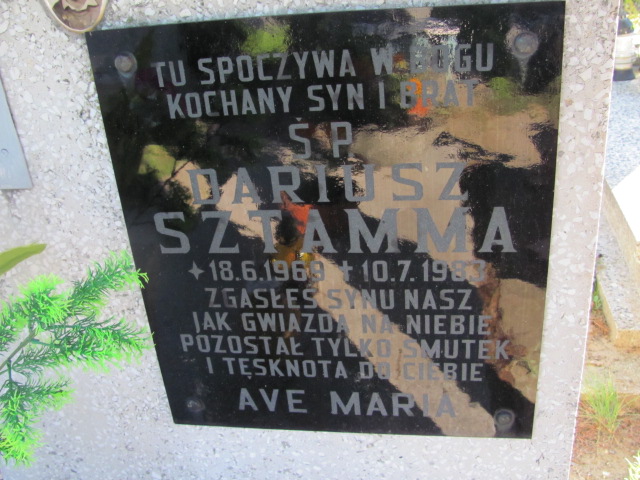 TU SPOCZYWA W BOGU
KOCHANY SYN I BRAT
Ś P
DARIUSZ
SZTAMMA
+18.6.1969 +10.7.1983
ZGASŁEŚ SYNU NASZ
JAK GWIAZDA NA NIEBIE
POZOSTAŁ TYLKO SMUTEK
I TĘSKNOTA DO CIEBIE
AVE MARIA